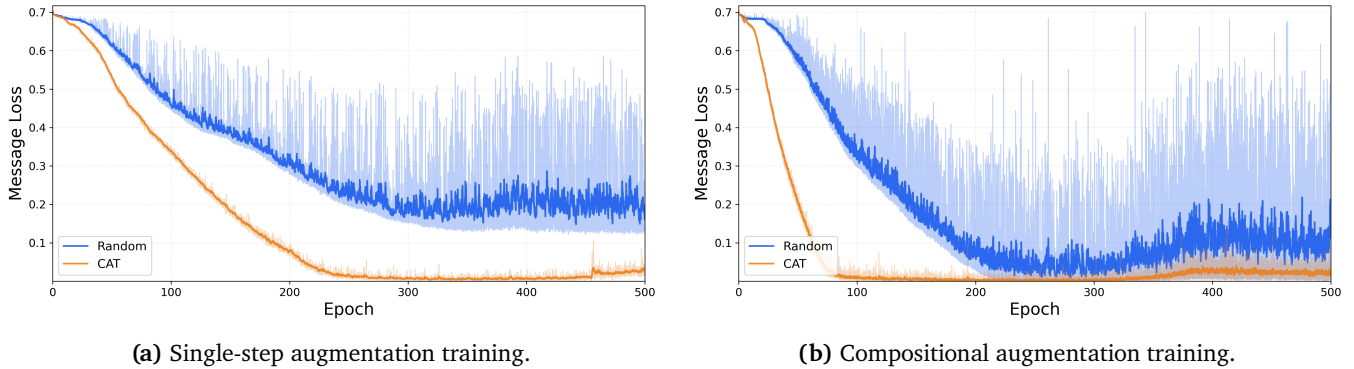 0.7
0.6
0.5
0.4
0.3
0.2
0.1
Message Loss
Random
CAT
0 100 200 300 400 500
Epoch
(a) Single-step augmentation training.
0.7
0.6
0.5
0.4
0.3
0.2
0.1
Message Loss
Random
CAT
0 100 200 300 400 500
Epoch
(b) Compositional augmentation training.